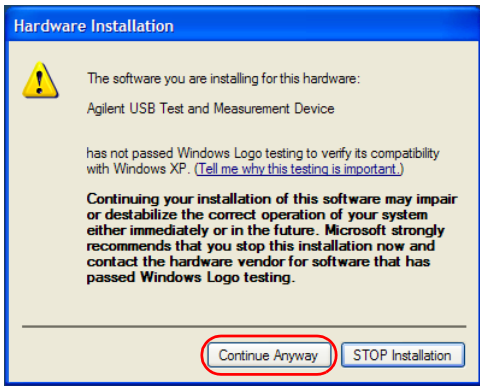 Hardware Installation
The software you are installing for this hardware:
Agilent USB Test and Measurement Device
has not passed Windows Logo testing to verify its compatibility
with Windows XP. (Tell me why this testing is important.)
Continuing your installation of this software may impair
or destabilize the correct operation of your system
either immediately or in the future. Microsoft strongly
recommends that you stop this installation now and
contact the hardware vendor for software that has
passed Windows Logo testing.
Continue Anyway
STOP Installation